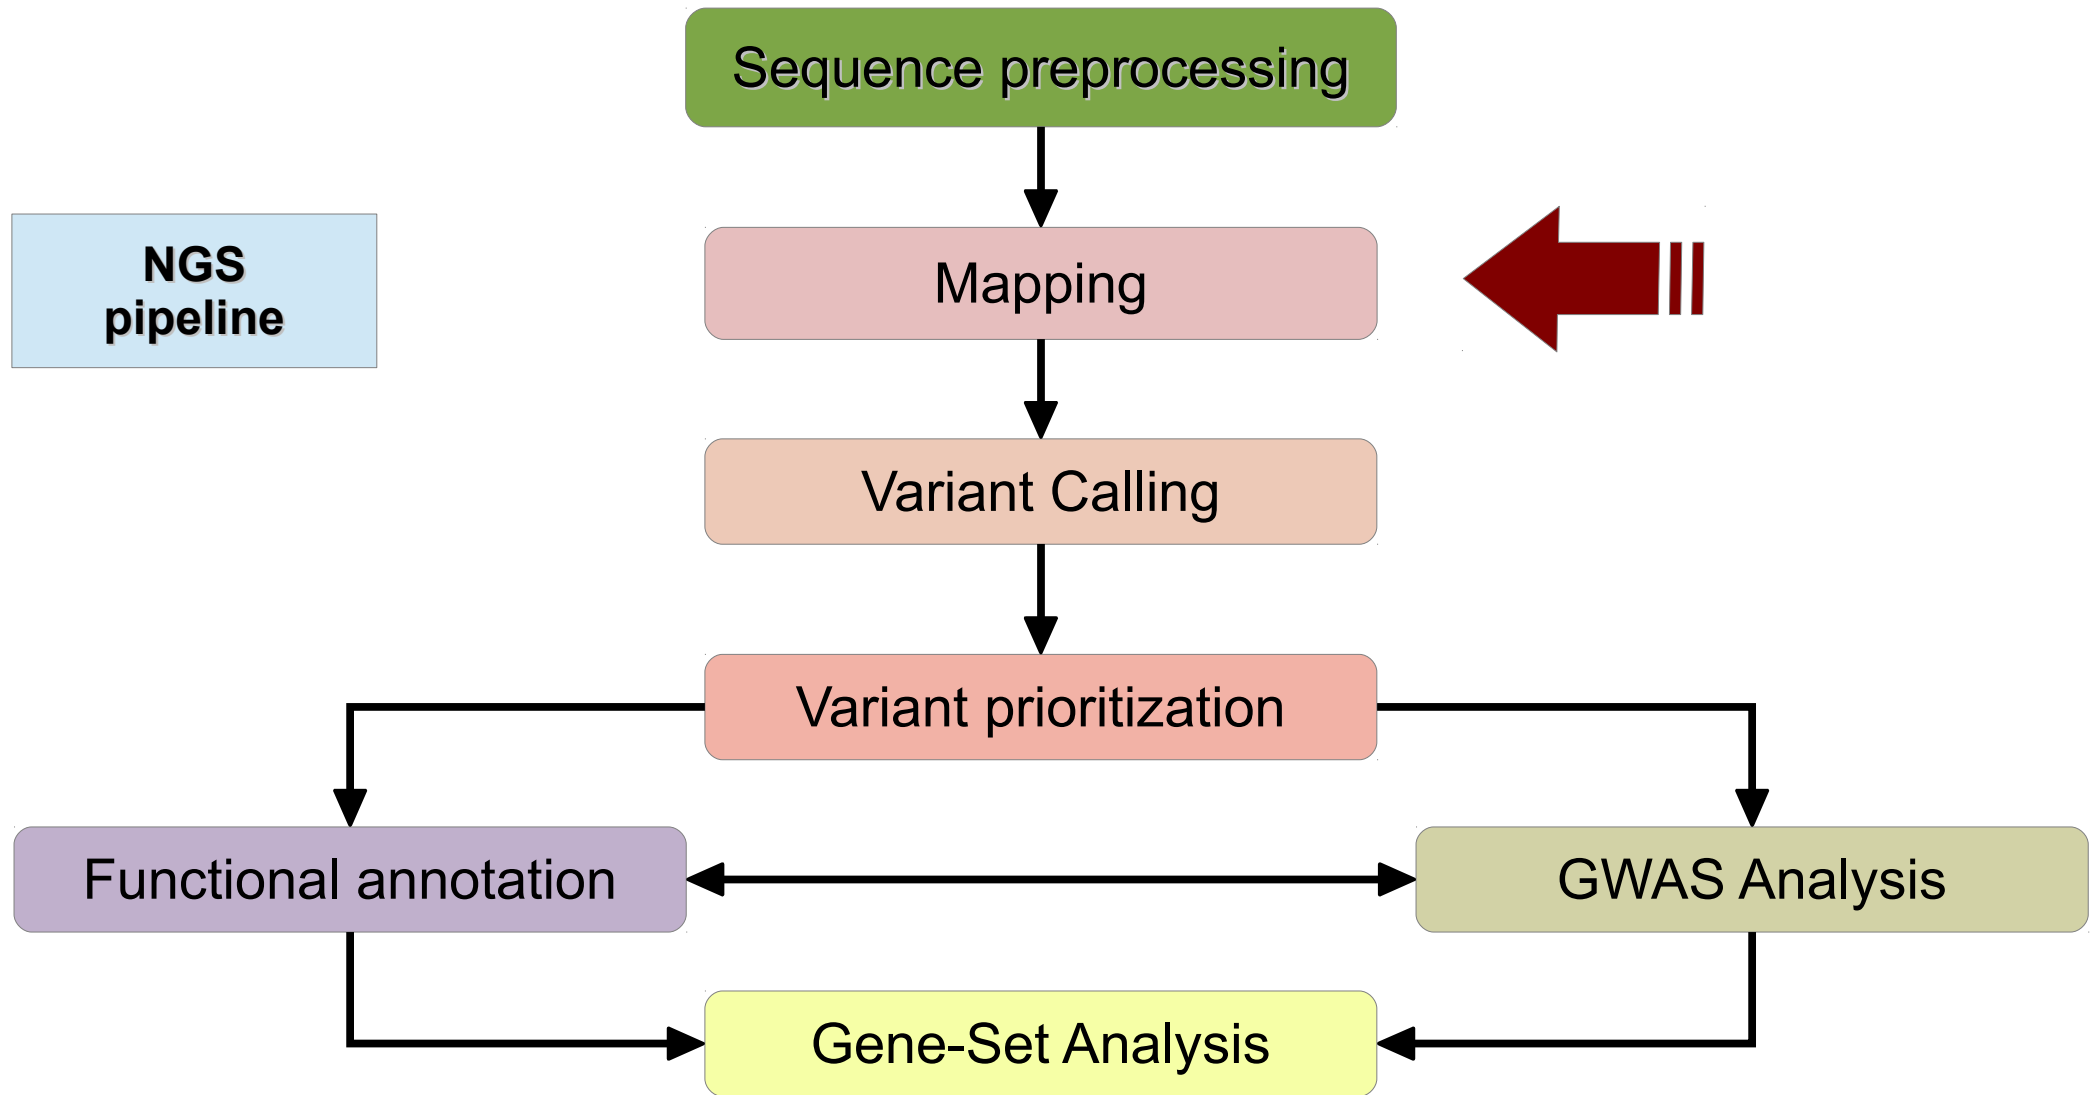 Sequence preprocessing
NGS
pipeline
Mapping
Variant Calling
Variant prioritization
Functional annotation
GWAS Analysis
Gene-Set Analysis